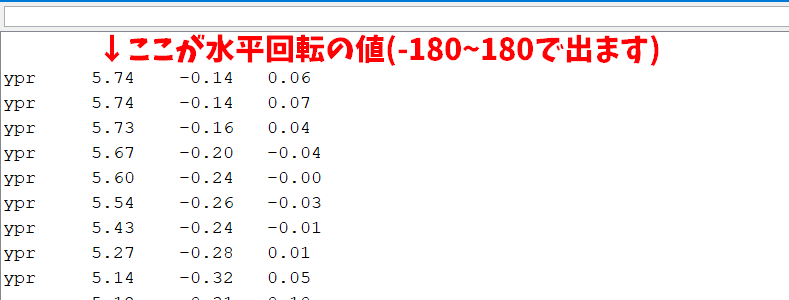 ↓ここが水平回転の値(-180~180で出ます)
ypr 5.74 -0.14 0.06
ypr 5.74 -0.14 0.07
ypr 5.73 -0.16 0.04
ypr 5.67 -0.20 -0.04
ypr 5.60 -0.24 -0.00
ypr 5.54 -0.26 -0.03
ypr 5.43 -0.24 -0.01
ypr 5.27 -0.28 0.01
ypr 5.14 -0.32 0.05